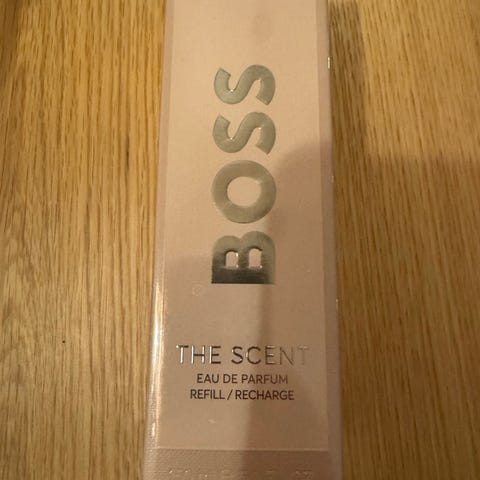 BOSS
THE SCENT
EAU DE PARFUM
REFILL / RECHARGE